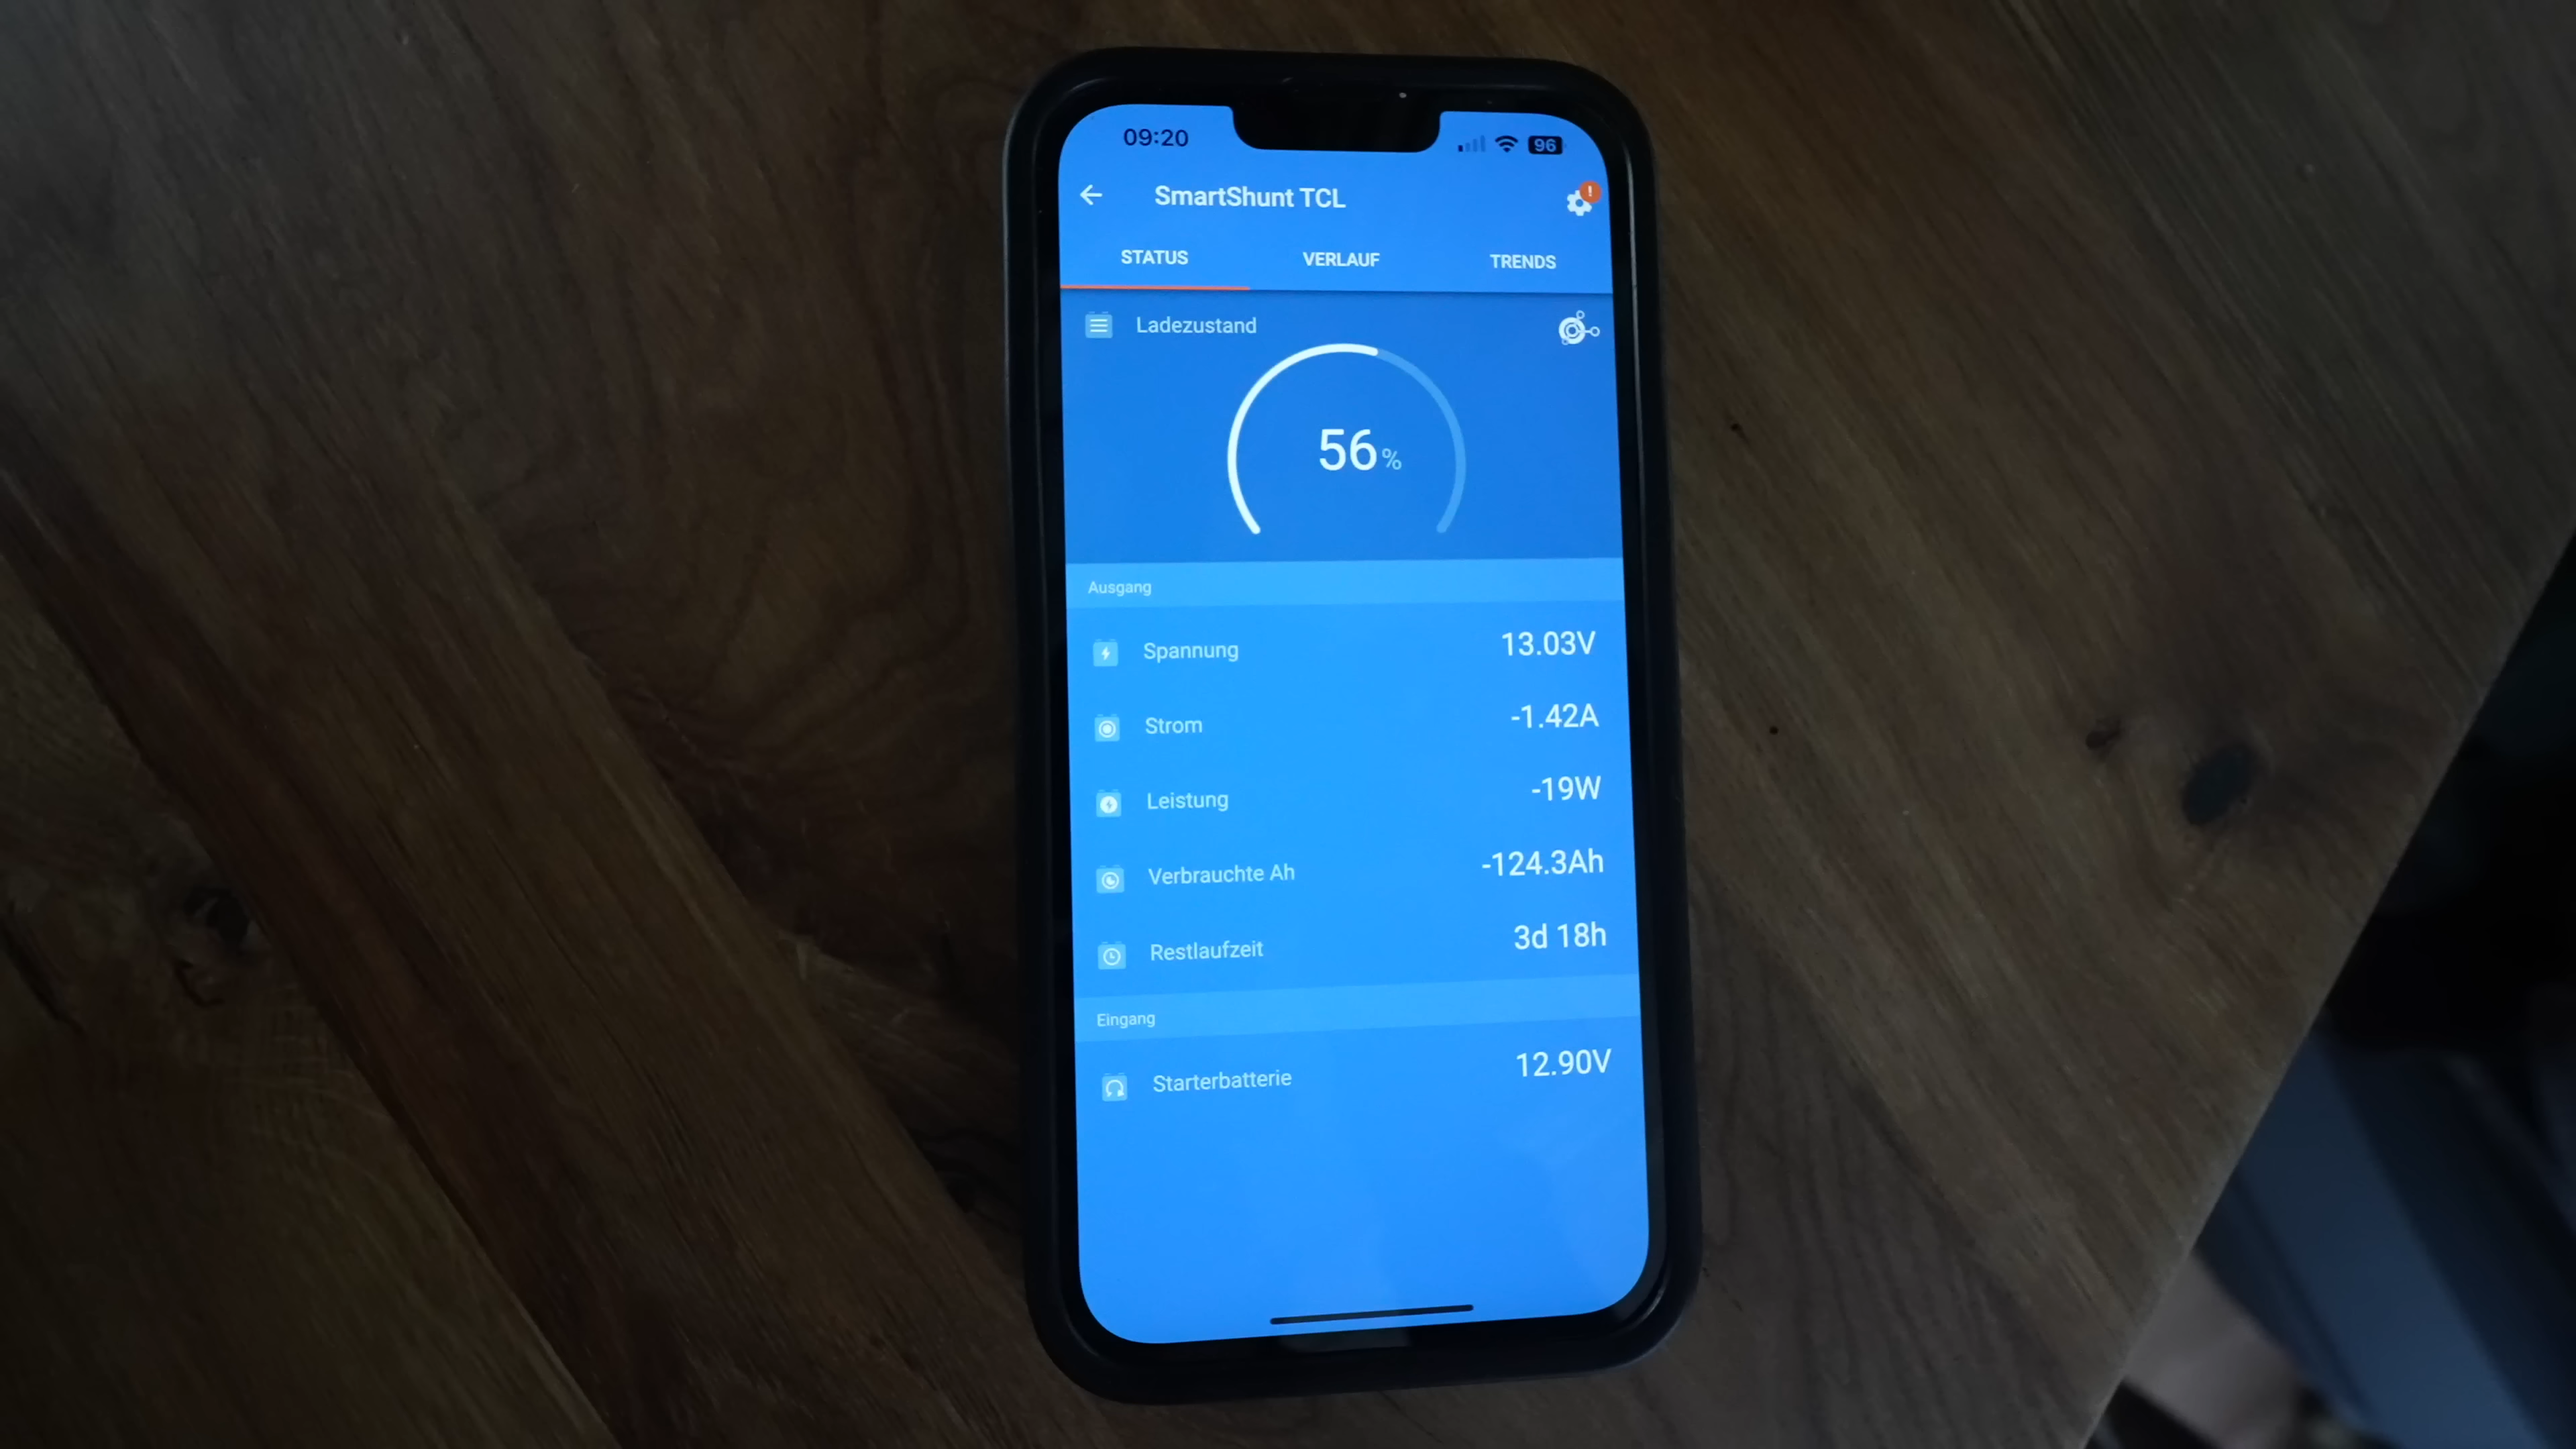 09:20
96
SmartShunt TCL
!
STATUS VERLAUF TRENDS
Ladezustand
56%
Ausgang
Spannung 13.03V
Strom -1.42A
Leistung -19W
Verbrauchte Ah -124.3Ah
Restlaufzeit 3d 18h
Eingang
Starterbatterie 12.90V